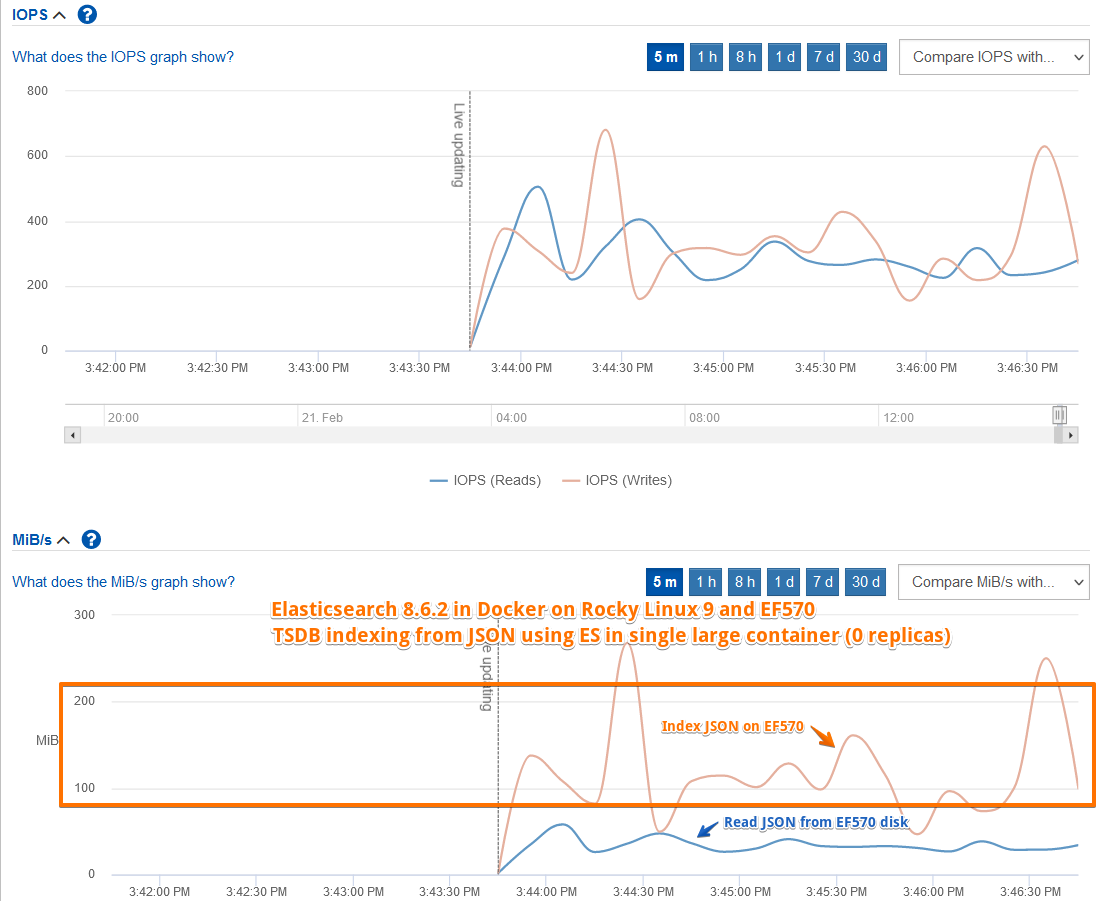 IOPS
?
What does the IOPS graph show?
5 m 1 h 8 h 1 d 7 d 30 d Compare IOPS with...
800
600
400
200
0
Live updating
3:42:00 PM 3:42:30 PM 3:43:00 PM 3:43:30 PM 3:44:00 PM 3:44:30 PM 3:45:00 PM 3:45:30 PM 3:46:00 PM 3:46:30 PM
20:00 21. Feb 04:00 08:00 12:00
IOPS (Reads) IOPS (Writes)
MiB/s
?
What does the MiB/s graph show?
5 m 1 h 8 h 1 d 7 d 30 d Compare MiB/s with...
Elasticsearch 8.6.2 in Docker on Rocky Linux 9 and EF570
TSDB indexing from JSON using ES in single large container (0 replicas)
300
200
100
0
MiB
updating
Index JSON on EF570
Read JSON from EF570 disk
3:42:00 PM 3:42:30 PM 3:43:00 PM 3:43:30 PM 3:44:00 PM 3:44:30 PM 3:45:00 PM 3:45:30 PM 3:46:00 PM 3:46:30 PM